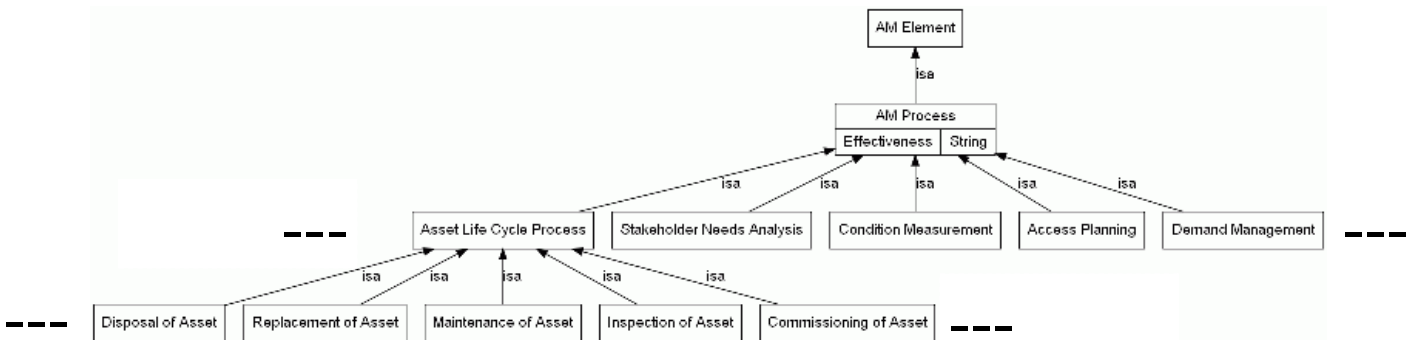 AM Element
isa
AM Process
Effectiveness String
isa isa isa isa isa
Asset Life Cycle Process Stakeholder Needs Analysis Condition Measurement Access Planning Demand Management
isa isa isa isa isa
Disposal of Asset Replacement of Asset Maintenance of Asset Inspection of Asset Commissioning of Asset